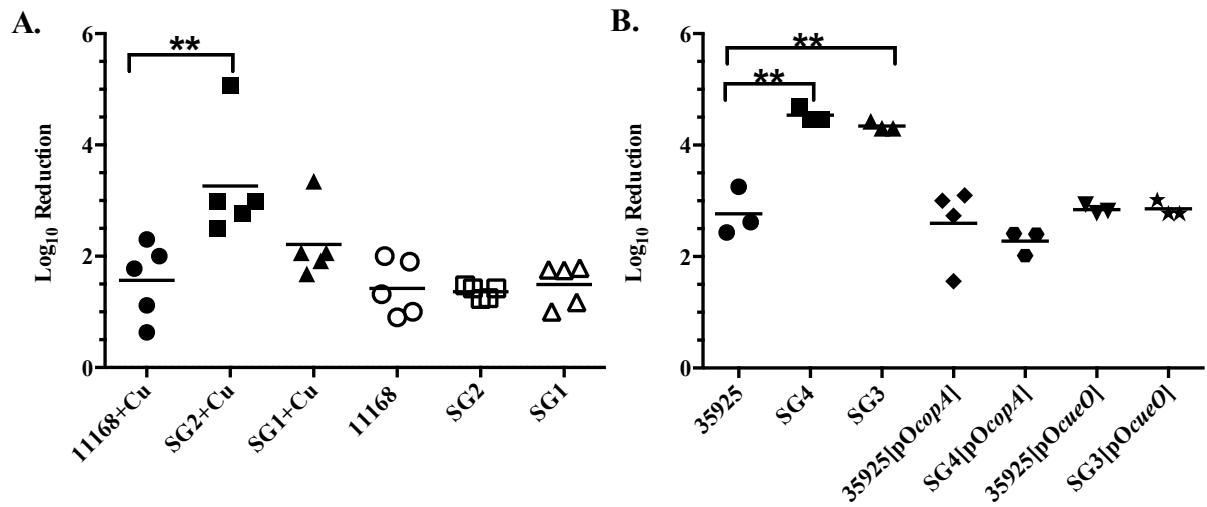 A.
**
Log10 Reduction
6
4
2
0
11168+Cu
SG2+Cu
SG1+Cu
11168
SG2
SG1
B.
**
**
Log10 Reduction
6
4
2
0
35925
SG4
SG3
35925[pOcopA]
SG4[pOcopA]
35925[pOcueO]
SG3[pOcueO]